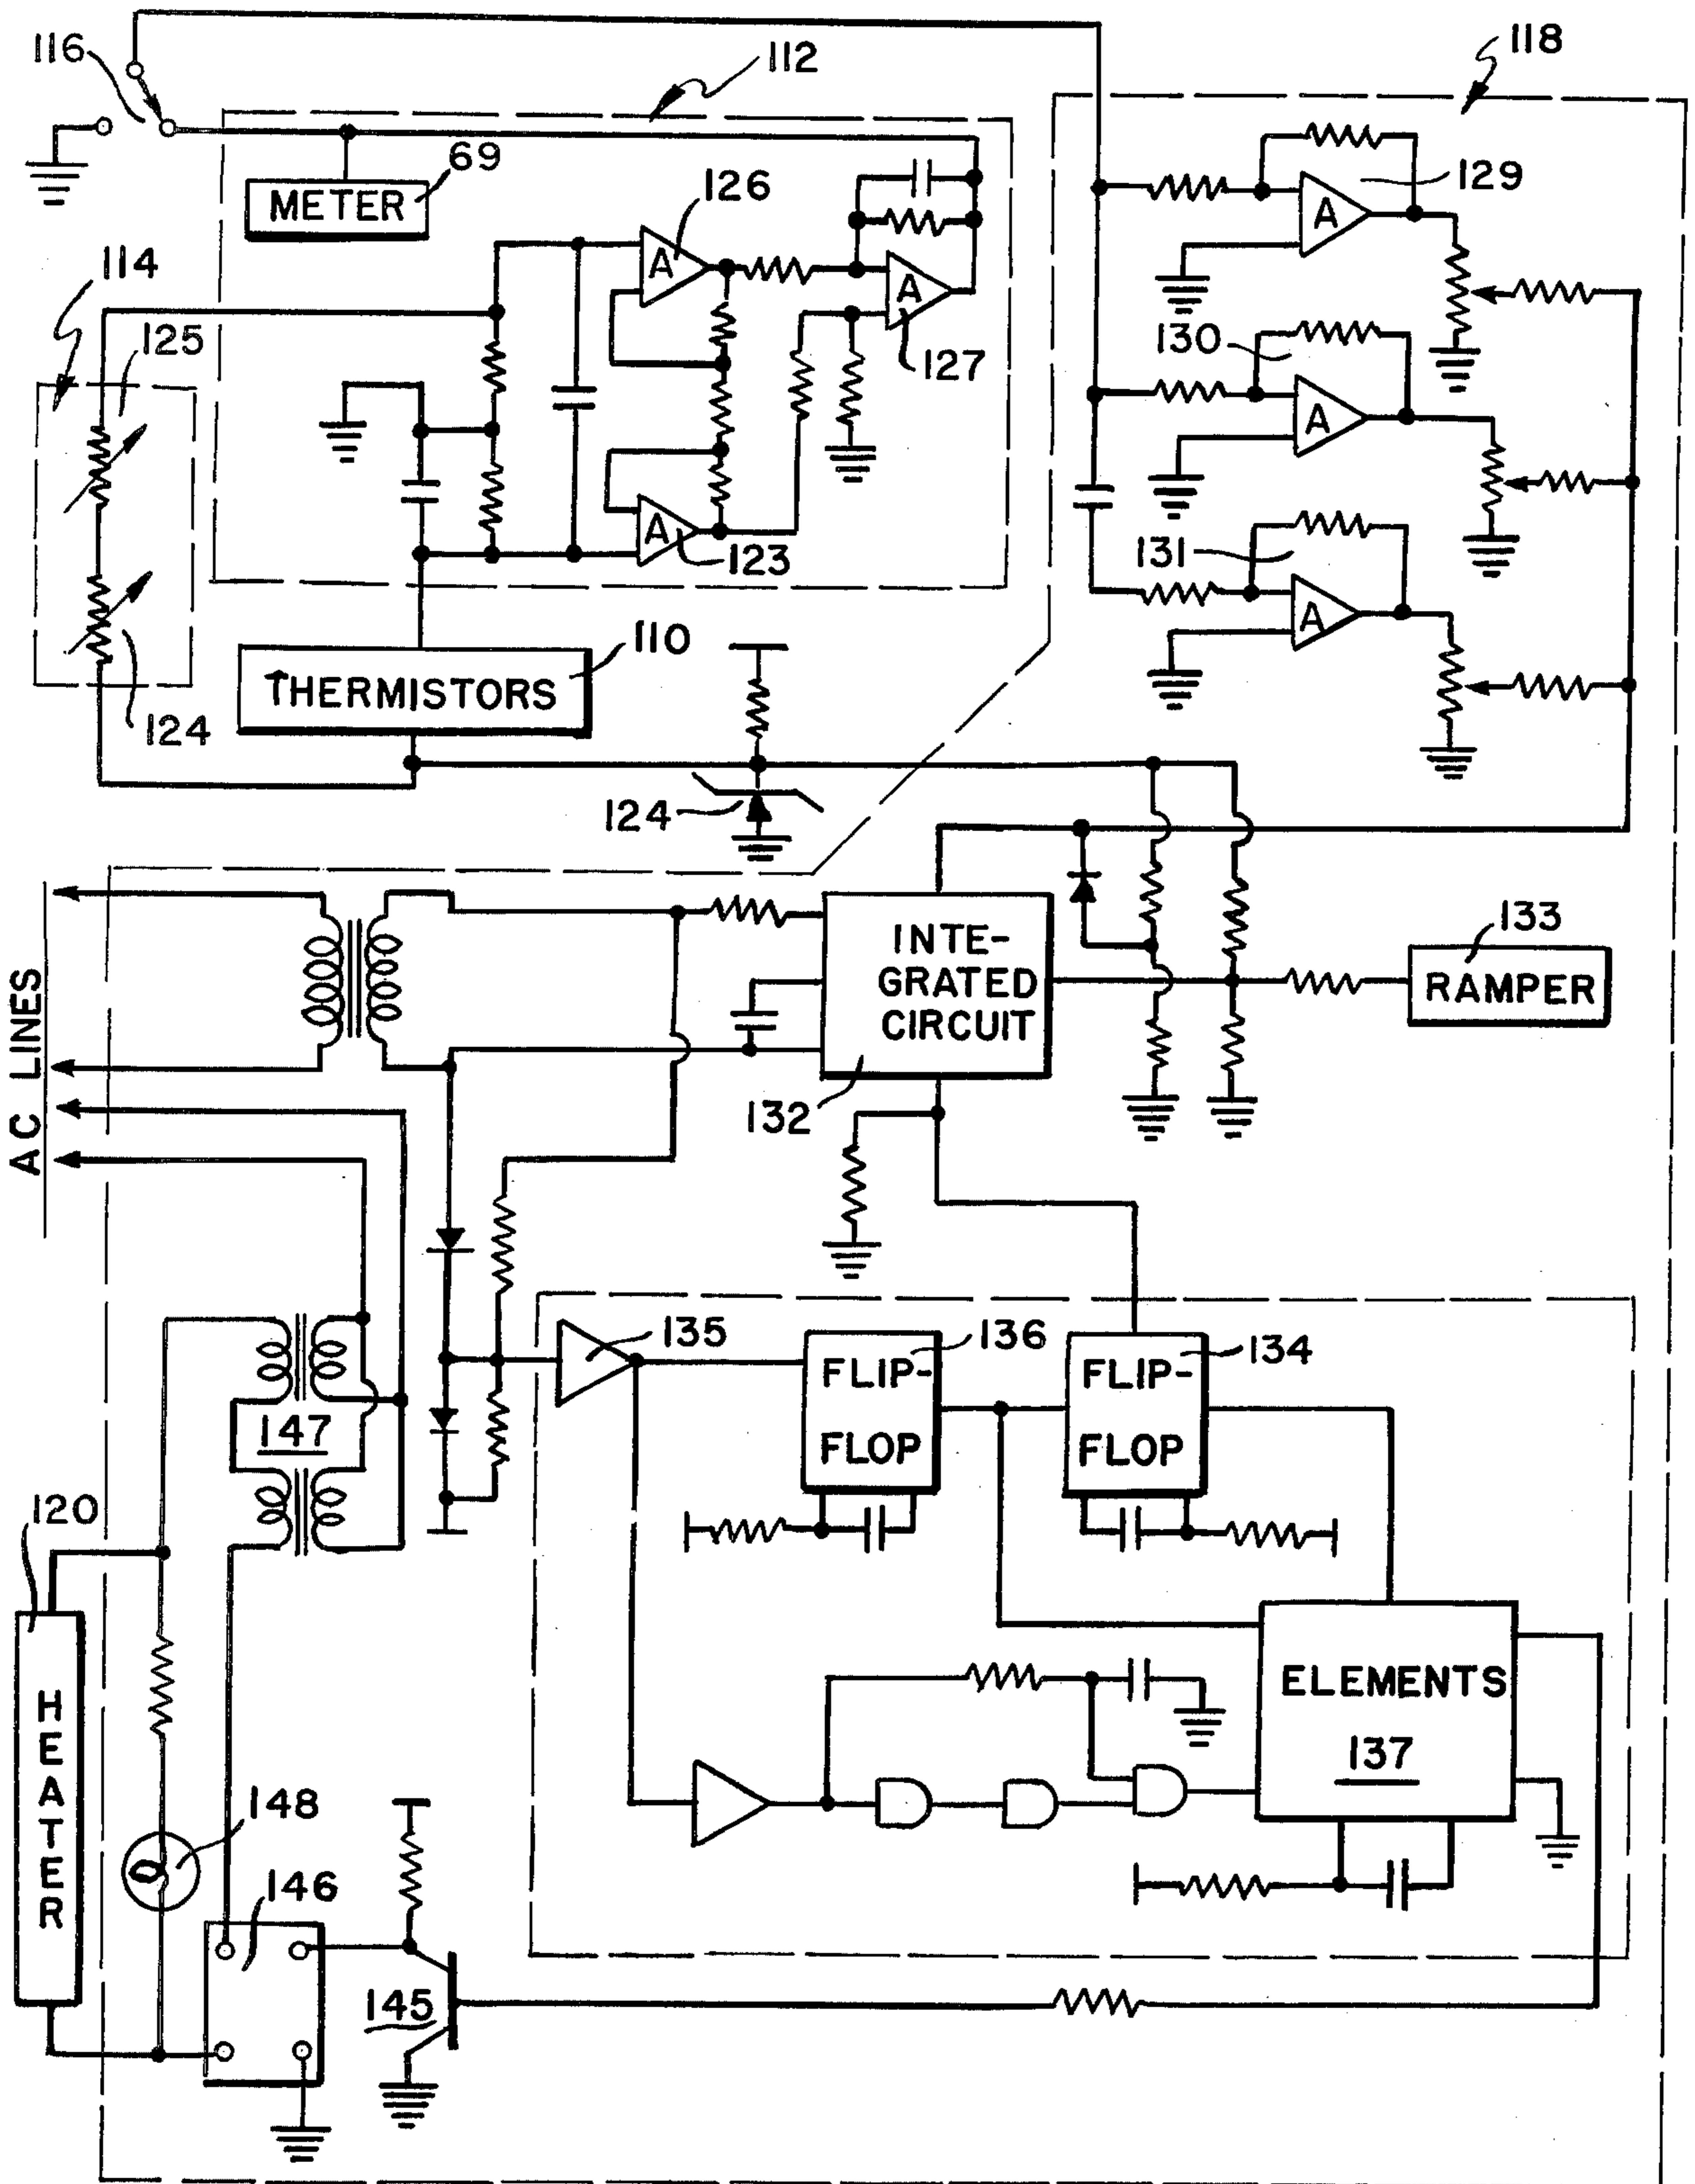 116
112
118
69
METER
126
A
129
A
114
125
A
127
130
A
A
123
131
A
110
THERMISTORS
124
124
INTE-
GRATED
CIRCUIT
133
RAMPER
AC LINES
132
135
136
FLIP-
FLOP
134
FLIP-
FLOP
147
120
HEATER
ELEMENTS
137
148
146
145